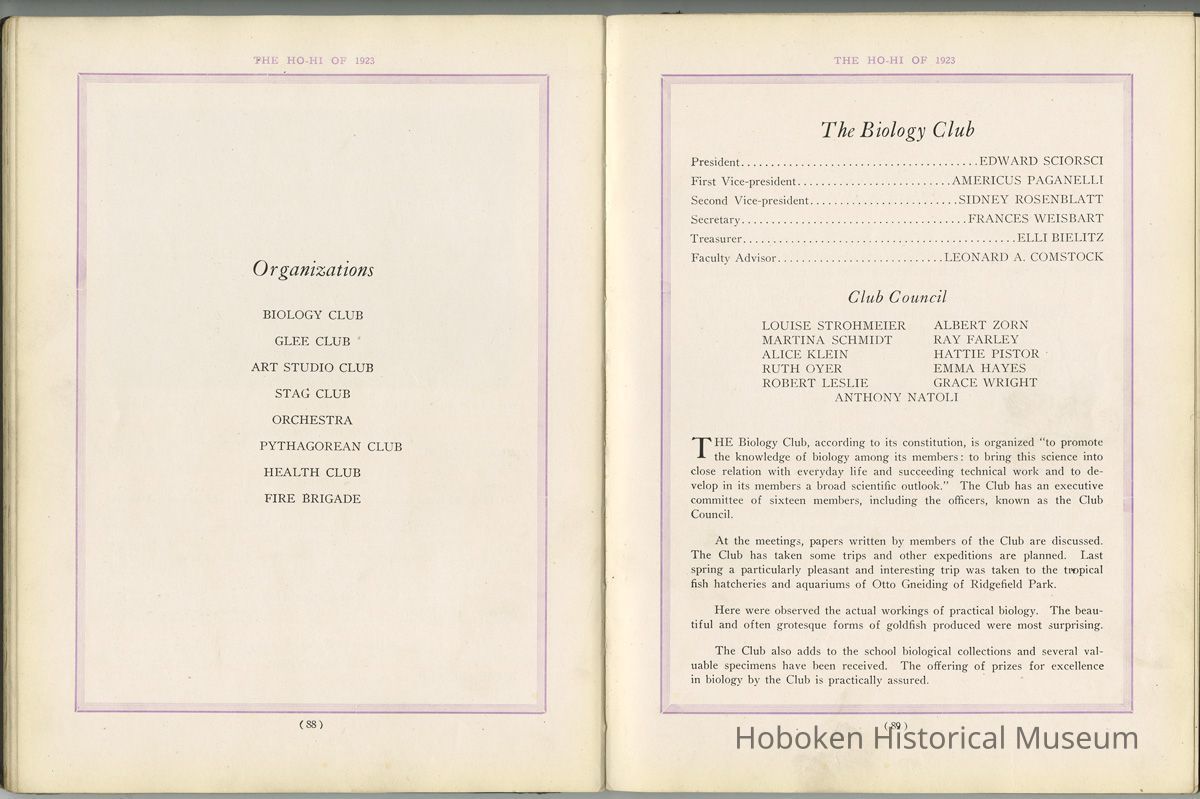 THE HO-HI OF 1923
Organizations
BIOLOGY CLUB
GLEE CLUB
ART STUDIO CLUB
STAG CLUB
ORCHESTRA
PYTHAGOREAN CLUB
HEALTH CLUB
FIRE BRIGADE
(88)
THE HO-HI OF 1923
The Biology Club
President.......................................EDWARD SCIORSCI
First Vice-president..........................AMERICUS PAGANELLI
Second Vice-president.........................SIDNEY ROSENBLATT
Secretary......................................FRANCES WEISBART
Treasurer..............................................ELLI BIELITZ
Faculty Advisor............................LEONARD A. COMSTOCK
Club Council
LOUISE STROHMEIER ALBERT ZORN
MARTINA SCHMIDT RAY FARLEY
ALICE KLEIN HATTIE PISTOR
RUTH OYER EMMA HAYES
ROBERT LESLIE GRACE WRIGHT
ANTHONY NATOLI
THE Biology Club, according to its constitution, is organized “to promote
the knowledge of biology among its members: to bring this science into
close relation with everyday life and succeeding technical work and to de-
velop in its members a broad scientific outlook.” The Club has an executive
committee of sixteen members, including the officers, known as the Club
Council.
At the meetings, papers written by members of the Club are discussed.
The Club has taken some trips and other expeditions are planned. Last
spring a particularly pleasant and interesting trip was taken to the tropical
fish hatcheries and aquariums of Otto Gneiding of Ridgefield Park.
Here were observed the actual workings of practical biology. The beau-
tiful and often grotesque forms of goldfish produced were most surprising.
The Club also adds to the school biological collections and several val-
uable specimens have been received. The offering of prizes for excellence
in biology by the Club is practically assured.
(89)
Hoboken Historical Museum